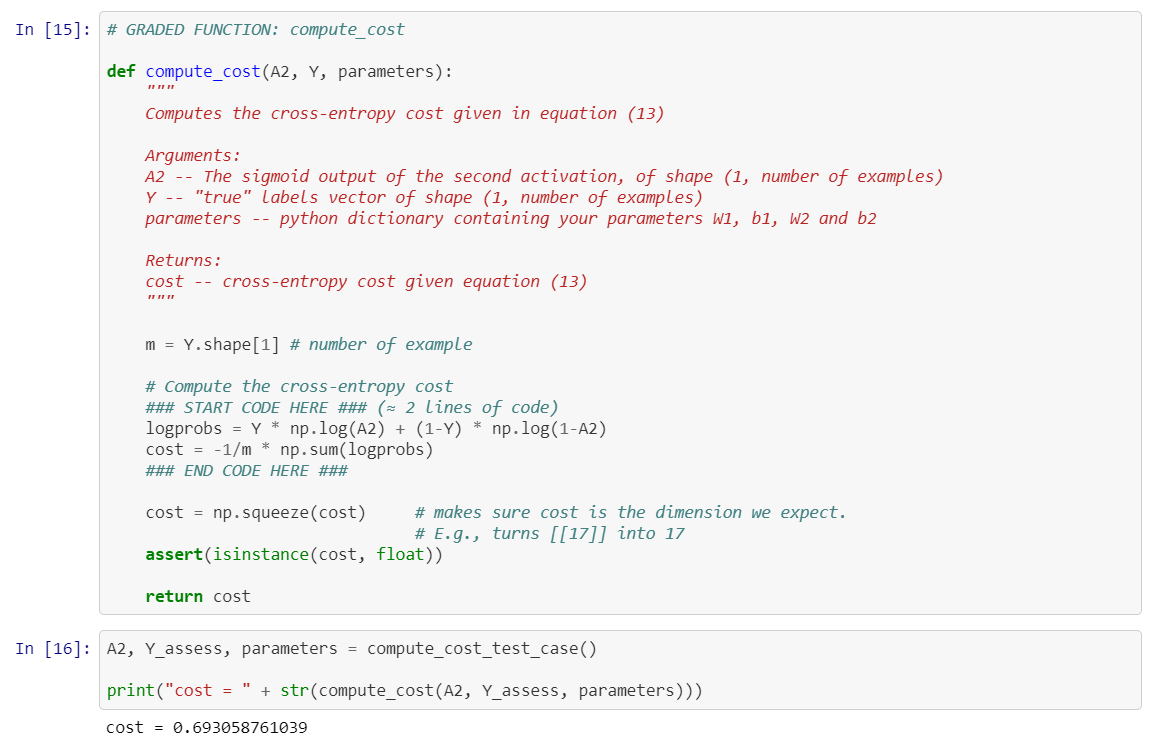 In [15]: # GRADED FUNCTION: compute_cost
def compute_cost(A2, Y, parameters):
"""
Computes the cross-entropy cost given in equation (13)
Arguments:
A2 -- The sigmoid output of the second activation, of shape (1, number of examples)
Y -- "true" labels vector of shape (1, number of examples)
parameters -- python dictionary containing your parameters W1, b1, W2 and b2
Returns:
cost -- cross-entropy cost given equation (13)
"""
m = Y.shape[1] # number of example
# Compute the cross-entropy cost
### START CODE HERE ### (≈ 2 lines of code)
logprobs = Y * np.log(A2) + (1-Y) * np.log(1-A2)
cost = -1/m * np.sum(logprobs)
### END CODE HERE ###
cost = np.squeeze(cost)     # makes sure cost is the dimension we expect.
# E.g., turns [[17]] into 17
assert(isinstance(cost, float))
return cost
In [16]: A2, Y_assess, parameters = compute_cost_test_case()
print("cost = " + str(compute_cost(A2, Y_assess, parameters)))
cost = 0.693058761039